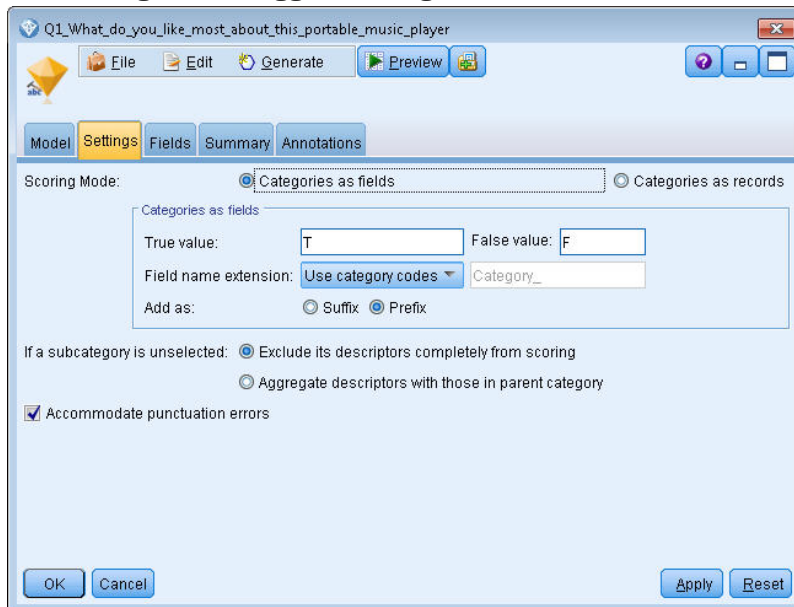 Q1_What_do_you_like_most_about_this_portable_music_player
File Edit Generate Preview
abc
Model Settings Fields Summary Annotations
Scoring Mode: Categories as fields Categories as records
Categories as fields
True value: T False value: F
Field name extension: Use category codes Category_
Add as: Suffix Prefix
If a subcategory is unselected: Exclude its descriptors completely from scoring
Aggregate descriptors with those in parent category
Accommodate punctuation errors
OK Cancel Apply Reset